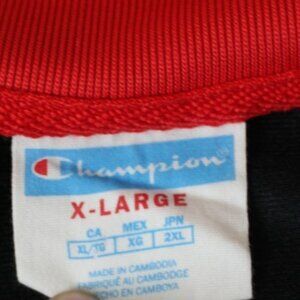 Champion
X-LARGE
CA MEX JPN
XL/TG XG 2XL
MADE IN CAMBODIA
FABRIQUÉ AU CAMBODGE
HECHO EN CAMBOYA